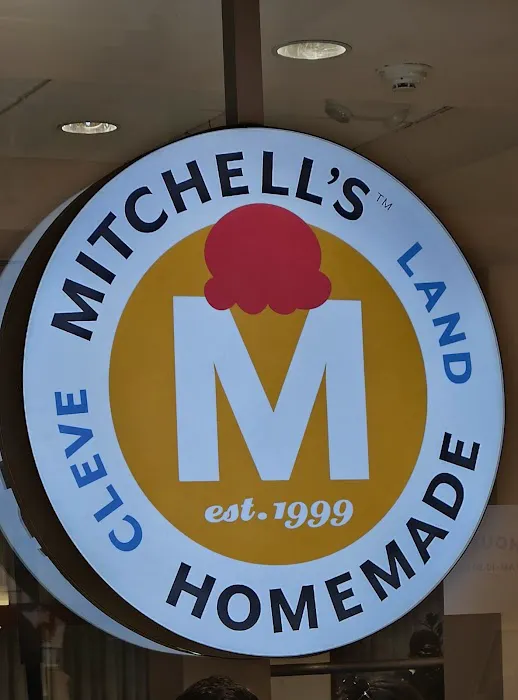 MITCHELL'S™
CLEVE LAND
M
est. 1999
HOMEMADE